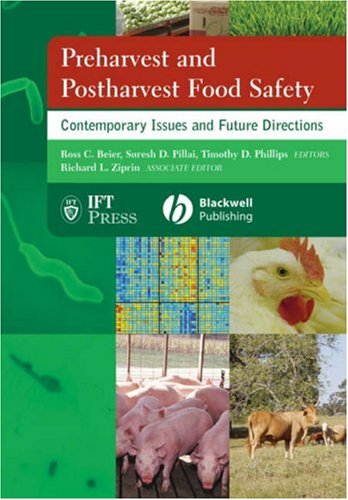 Preharvest and
Postharvest Food Safety
Contemporary Issues and Future Directions
Ross C. Beier, Suresh D. Pillai, Timothy D. Phillips, EDITORS
Richard L. Ziprin, ASSOCIATE EDITOR
IFT
IFT
PRESS
Blackwell
Publishing